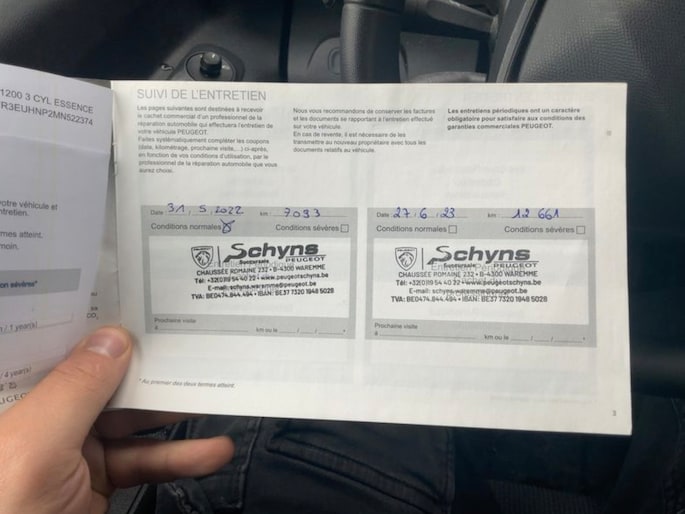 1200 3 CYL ESSENCE
R3EUHNP2MN522374
otre véhicule et
ntretien.
mes atteint.
moin.
on sévères*
/ 1 year(s)
/ 4 year(s)
SUIVI DE L'ENTRETIEN
Les pages suivantes sont destinées à recevoir
le cachet commercial d'un professionnel de la
réparation automobile qui effectuera l'entretien de
votre véhicule PEUGEOT.
Faites systématiquement compléter les coupons
(date, kilométrage, prochaine visite,...) ci-après,
en fonction de vos conditions d'utilisation, par le
professionnel de la réparation automobile que vous
aurez choisi.
Nous vous recommandons de conserver les factures
et les documents se rapportant à l'entretien effectué
sur votre véhicule.
En cas de revente, il est nécessaire de les
transmettre au nouveau propriétaire avec tous les
documents relatifs au véhicule.
Les entretiens périodiques ont un caractère
obligatoire pour satisfaire aux conditions des
garanties commerciales PEUGEOT.
Date 31.5.2022 km: 7093
Conditions normales Conditions sévères
Schyns
PEUGEOT
CHAUSSÉE ROMAINE 232 • B-4300 WAREMME
Tél: +32(0)19 54 40 22 • www.peugeotschyns.be
E-mail: schyns.waremme@peugeot.be
TVA: BE0474.844.484 • IBAN: BE37 7320 1948 5028
Prochaine visite
à km ou le / / *
Date: 27.6.23 km: 12 661
Conditions normales Conditions sévères
Schyns
PEUGEOT
CHAUSSÉE ROMAINE 232 • B-4300 WAREMME
Tél: +32(0)19 54 40 22 • www.peugeotschyns.be
E-mail: schyns.waremme@peugeot.be
TVA: BE0474.844.484 • IBAN: BE37 7320 1948 5028
Prochaine visite
à km ou le / / *
*Au premier des deux termes atteint.
3